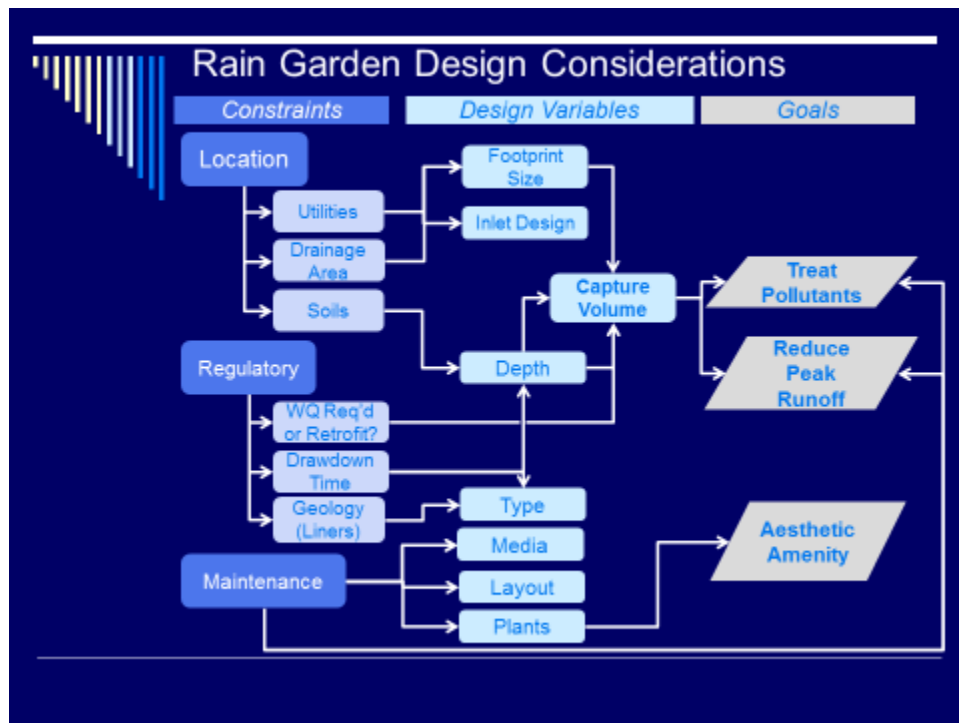 Rain Garden Design Considerations
Constraints
Design Variables
Goals
Location
Utilities
Drainage
Area
Soils
Regulatory
WQ Req'd
or Retrofit?
Drawdown
Time
Geology
(Liners)
Maintenance
Footprint
Size
Inlet Design
Capture
Volume
Depth
Type
Media
Layout
Plants
Treat
Pollutants
Reduce
Peak
Runoff
Aesthetic
Amenity